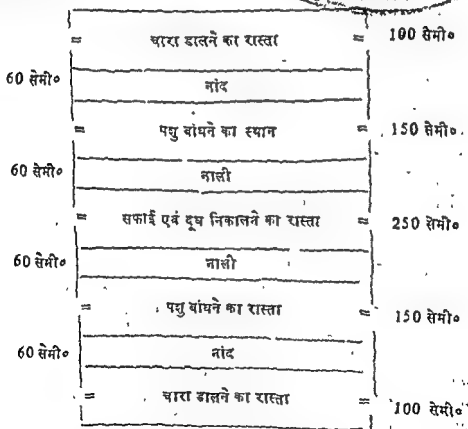 = चारा डालने का रास्ता = 100 सेमी०
60 सेमी० नांद
= पशु बांधने का स्थान = 150 सेमी०
60 सेमी० नाली
= सफाई एवं दूध निकालने का रास्ता = 250 सेमी०
60 सेमी० नाली
= पशु बांधने का रास्ता = 150 सेमी०
60 सेमी० नांद
= चारा डालने का रास्ता = 100 सेमी०